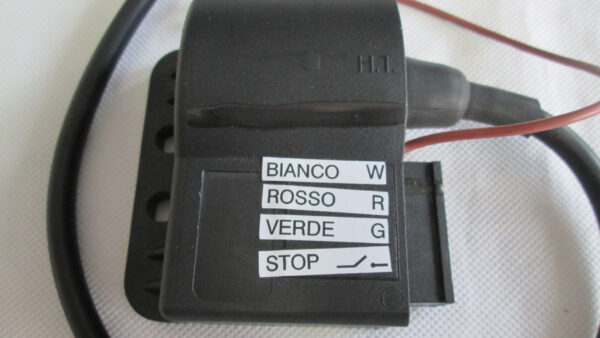 H.T.
BIANCO W
ROSSO R
VERDE G
STOP